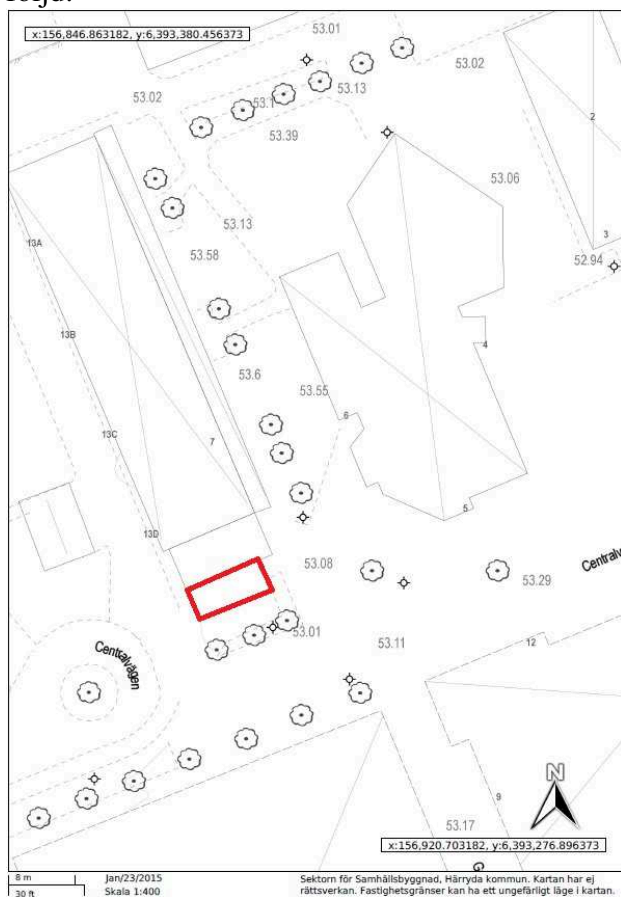 följd.
x:156,846.863182, y:6,393,380.456373
53.01
53.02
53.02
53.13
53.1
53.39
2
53.06
53.13
13A
3
53.58
52.94
13B
4
53.6
53.55
6
13C
7
5
13D
53.08
Centralv
53.29
53.01
53.11
12
Centralvägen
N
9
53.17
x:156,920.703182, y:6,393,276.896373
G
8 m
Jan/23/2015
Sektorn för Samhällsbyggnad, Härryda kommun. Kartan har ej
30 ft
Skala 1:400
rättsverkan. Fastighetsgränser kan ha ett ungefärligt läge i kartan.